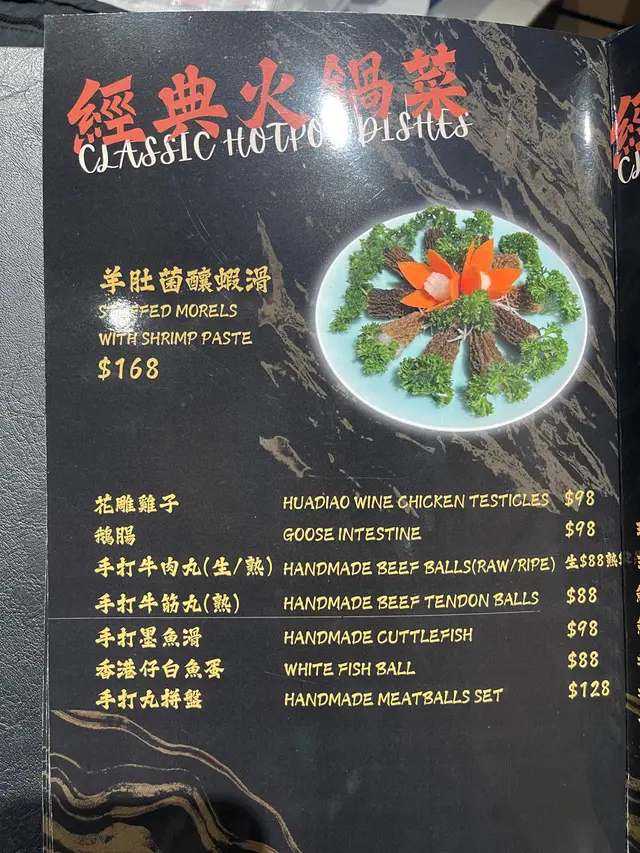 經典火鍋菜
CLASSIC HOTPOT DISHES
羊肚菌釀蝦滑
STUFFED MORELS
WITH SHRIMP PASTE
$168
花雕雞子 HUADIAO WINE CHICKEN TESTICLES $98
鵝腸 GOOSE INTESTINE $98
手打牛肉丸(生/熟) HANDMADE BEEF BALLS(RAW/RIPE) 生$88熟
手打牛筋丸(熟) HANDMADE BEEF TENDON BALLS $88
手打墨魚滑 HANDMADE CUTTLEFISH $98
香港仔白魚蛋 WHITE FISH BALL $88
手打丸拼盤 HANDMADE MEATBALLS SET $128